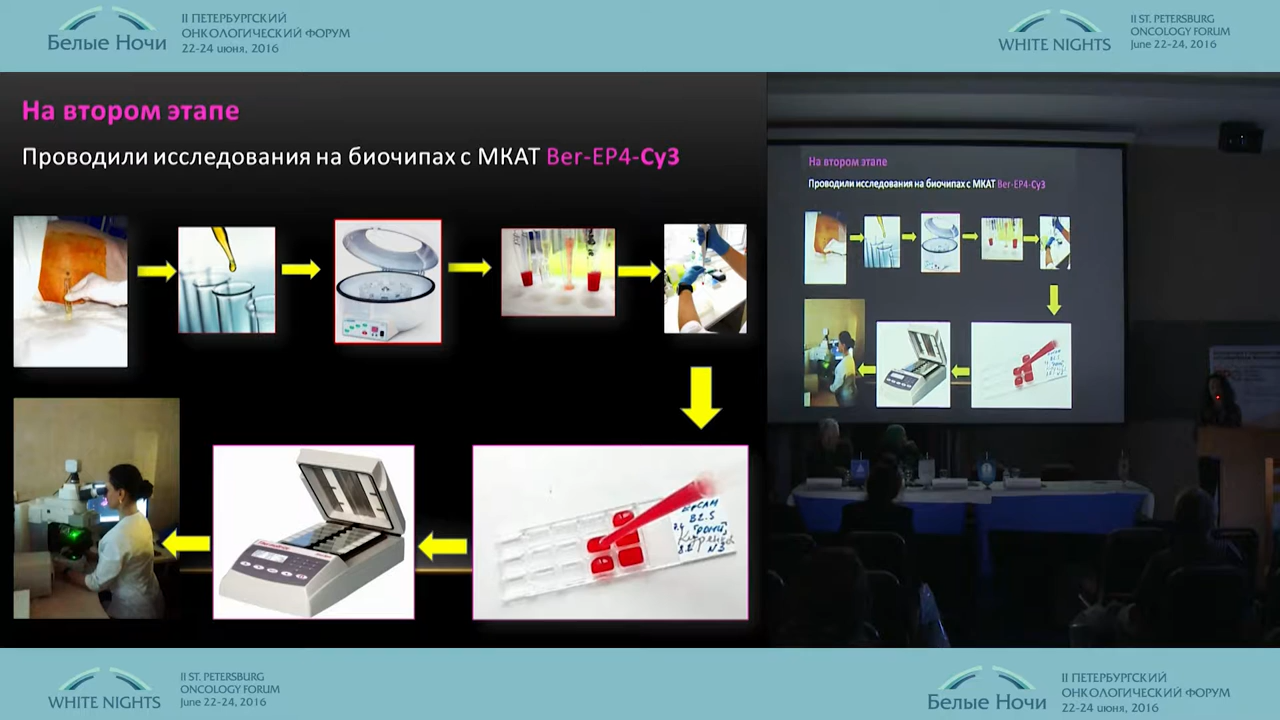 II ПЕТЕРБУРГСКИЙ
ОНКОЛОГИЧЕСКИЙ ФОРУМ
22-24 июня, 2016
Белые Ночи
II ST. PETERSBURG
ONCOLOGY FORUM
June 22-24, 2016
WHITE NIGHTS
На втором этапе
Проводили исследования на биочипах с МКАТ Ber-EP4-Cy3
На втором этапе
Проводили исследования на биочипах с МКАТ Ber-EP4-Cy3
B2.5
N3
II ST. PETERSBURG
ONCOLOGY FORUM
June 22-24, 2016
WHITE NIGHTS
II ПЕТЕРБУРГСКИЙ
ОНКОЛОГИЧЕСКИЙ ФОРУМ
22-24 июня, 2016
Белые Ночи